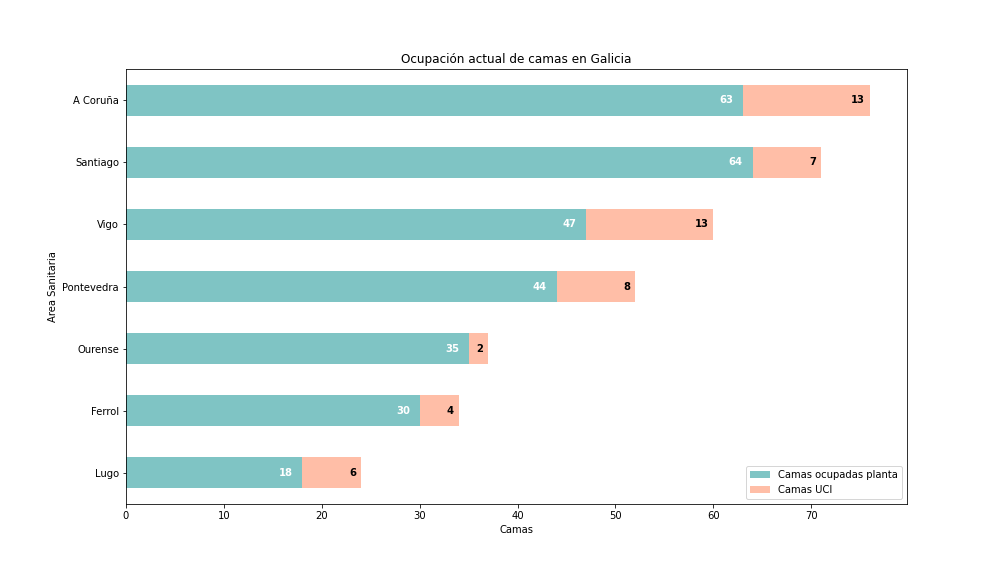 Ocupación actual de camas en Galicia
A Coruña 63 13
Santiago 64 7
Vigo 47 13
Area Sanitaria
Pontevedra 44 8
Ourense 35 2
Ferrol 30 4
Lugo 18 6
Camas ocupadas planta
Camas UCI
0 10 20 30 40 50 60 70
Camas